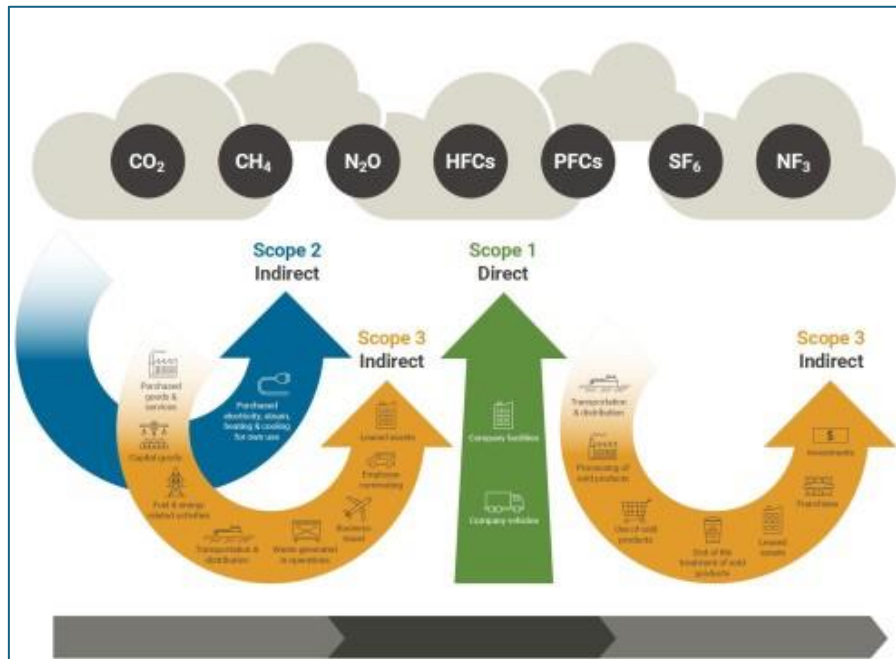 CO₂ CH₄ N₂O HFCs PFCs SF₆ NF₃
Scope 2
Indirect
Scope 1
Direct
Scope 3
Indirect
Scope 3
Indirect
Purchased
goods &
services
Capital goods
Fuel & energy
related activities
Transportation &
distribution
Waste generated
in operations
Business
travel
Employee
commuting
Leased assets
Purchased
electricity, steam,
heating & cooling
for own use
Company facilities
Company vehicles
Transportation
& distribution
Processing of
sold products
Use of sold
products
End of life
treatment of sold
products
Leased
assets
Franchises
Investments
$